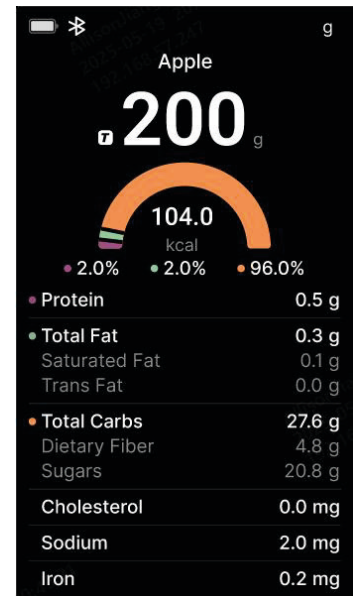 g
Apple
T 200 g
104.0
kcal
2.0% 2.0% 96.0%
Protein 0.5 g
Total Fat 0.3 g
Saturated Fat 0.1 g
Trans Fat 0.0 g
Total Carbs 27.6 g
Dietary Fiber 4.8 g
Sugars 20.8 g
Cholesterol 0.0 mg
Sodium 2.0 mg
Iron 0.2 mg